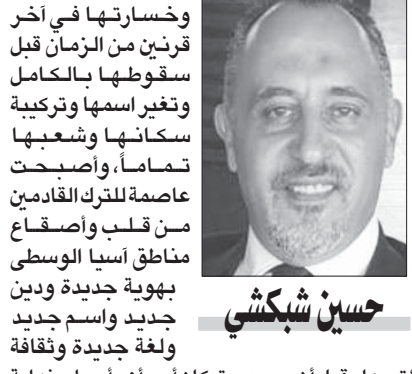 وخسارتها في آخر
قرنين من الزمان قبل
سقوطها بالكامل
وتغير اسمها وتركيبة
سكانها وشعبها
تماماً، وأصبحت
عاصمة للترك القادمين
من قلب وأصقاع
مناطق آسيا الوسطى
بهوية جديدة ودين
جديد واسم جديد
ولغة جديدة وثقافة
حسين شبكشي